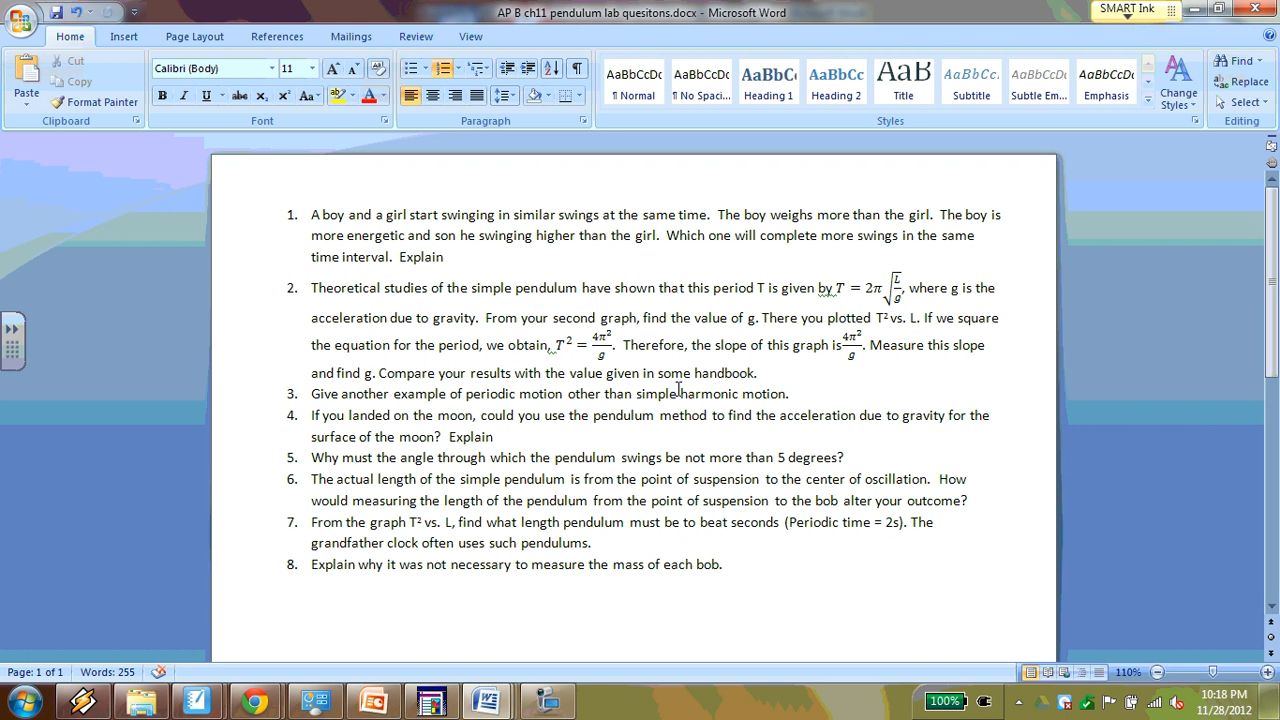 AP B ch11 pendulum lab quesitons.docx - Microsoft Word
SMART Ink
Home Insert Page Layout References Mailings Review View
Paste
Cut
Copy
Format Painter
Clipboard
Calibri (Body) 11
B I U abc x₂ x² Aa
Font
Paragraph
AaBbCcDc AaBbCcDc AaBbCc AaBbCc AaB AaBbCc. AaBbCcDc AaBbCcDc
¶ Normal ¶ No Spaci... Heading 1 Heading 2 Title Subtitle Subtle Em... Emphasis
Change
Styles
Styles
Find
Replace
Select
Editing
1. A boy and a girl start swinging in similar swings at the same time. The boy weighs more than the girl. The boy is
more energetic and son he swinging higher than the girl. Which one will complete more swings in the same
time interval. Explain
2. Theoretical studies of the simple pendulum have shown that this period T is given by T = 2π√(L/g), where g is the
acceleration due to gravity. From your second graph, find the value of g. There you plotted T² vs. L. If we square
the equation for the period, we obtain, T² = 4π²/g. Therefore, the slope of this graph is 4π²/g. Measure this slope
and find g. Compare your results with the value given in some handbook.
3. Give another example of periodic motion other than simple harmonic motion.
4. If you landed on the moon, could you use the pendulum method to find the acceleration due to gravity for the
surface of the moon? Explain
5. Why must the angle through which the pendulum swings be not more than 5 degrees?
6. The actual length of the simple pendulum is from the point of suspension to the center of oscillation. How
would measuring the length of the pendulum from the point of suspension to the bob alter your outcome?
7. From the graph T² vs. L, find what length pendulum must be to beat seconds (Periodic time = 2s). The
grandfather clock often uses such pendulums.
8. Explain why it was not necessary to measure the mass of each bob.
Page: 1 of 1 Words: 255
110%
100%
10:18 PM
11/28/2012